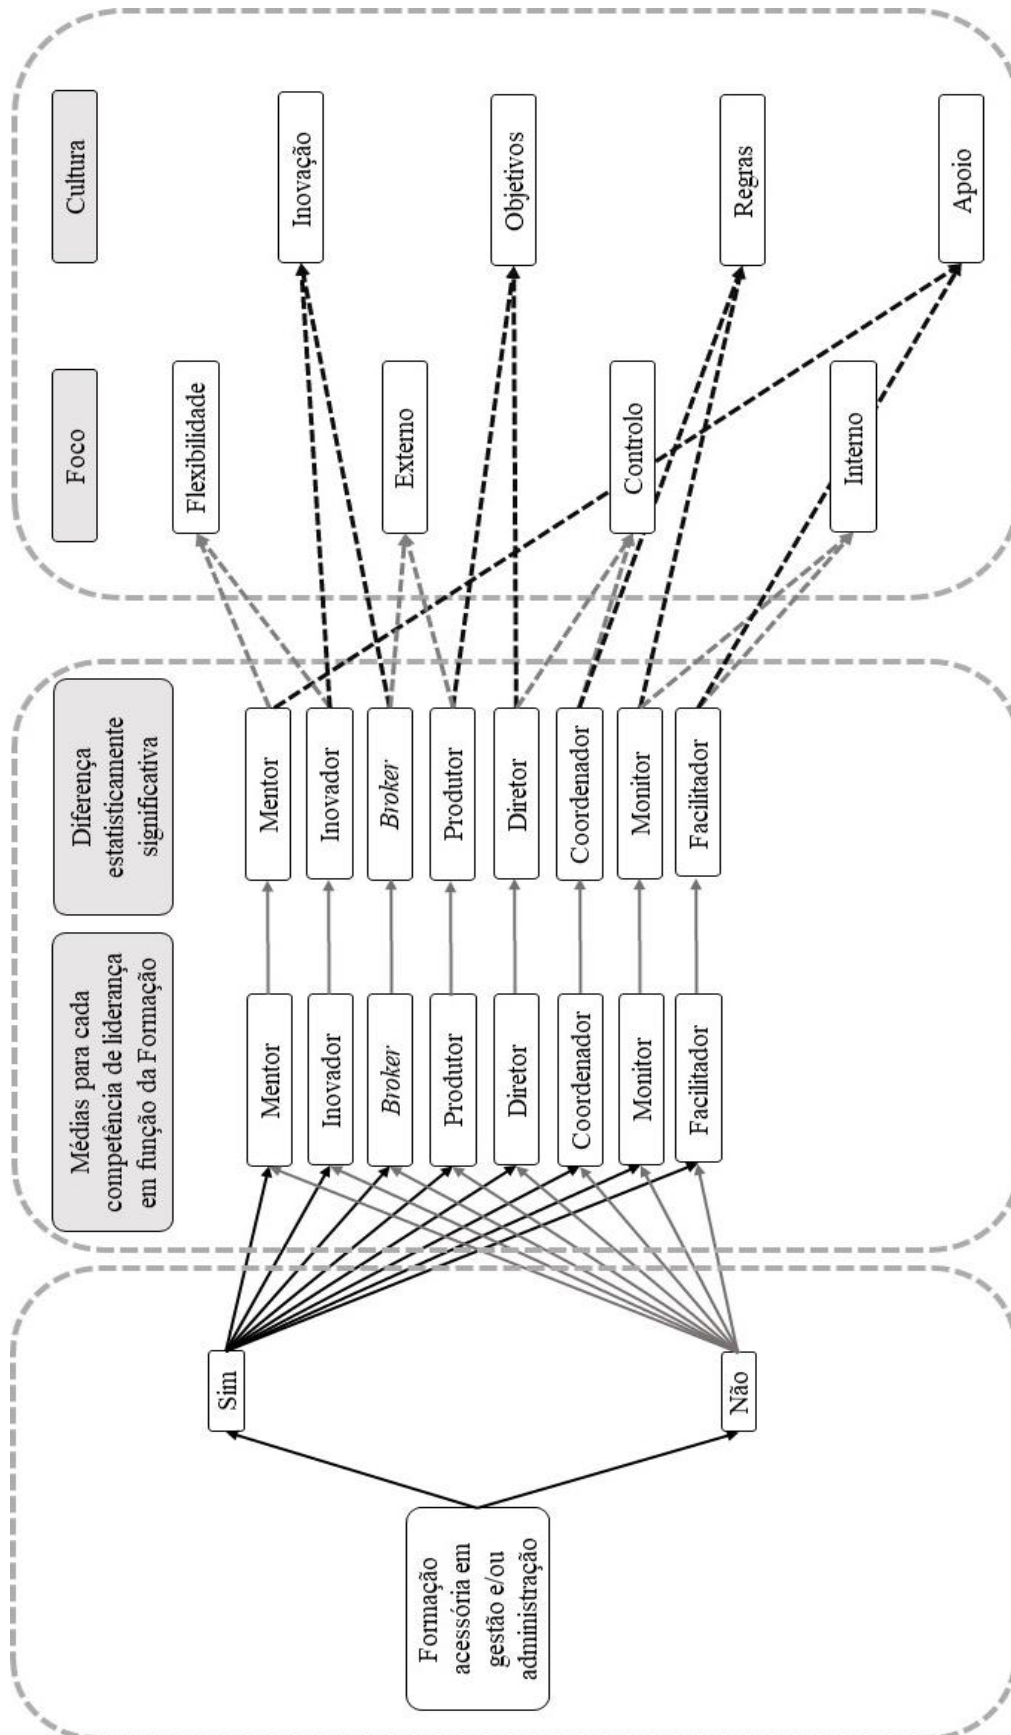 Formação
acessória em
gestão e/ou
administração
Sim
Não
Médias para cada
competência de liderança
em função da Formação
Mentor
Inovador
Broker
Produtor
Diretor
Coordenador
Monitor
Facilitador
Diferença
estatisticamente
significativa
Mentor
Inovador
Broker
Produtor
Diretor
Coordenador
Monitor
Facilitador
Foco
Flexibilidade
Externo
Controlo
Interno
Cultura
Inovação
Objetivos
Regras
Apoio